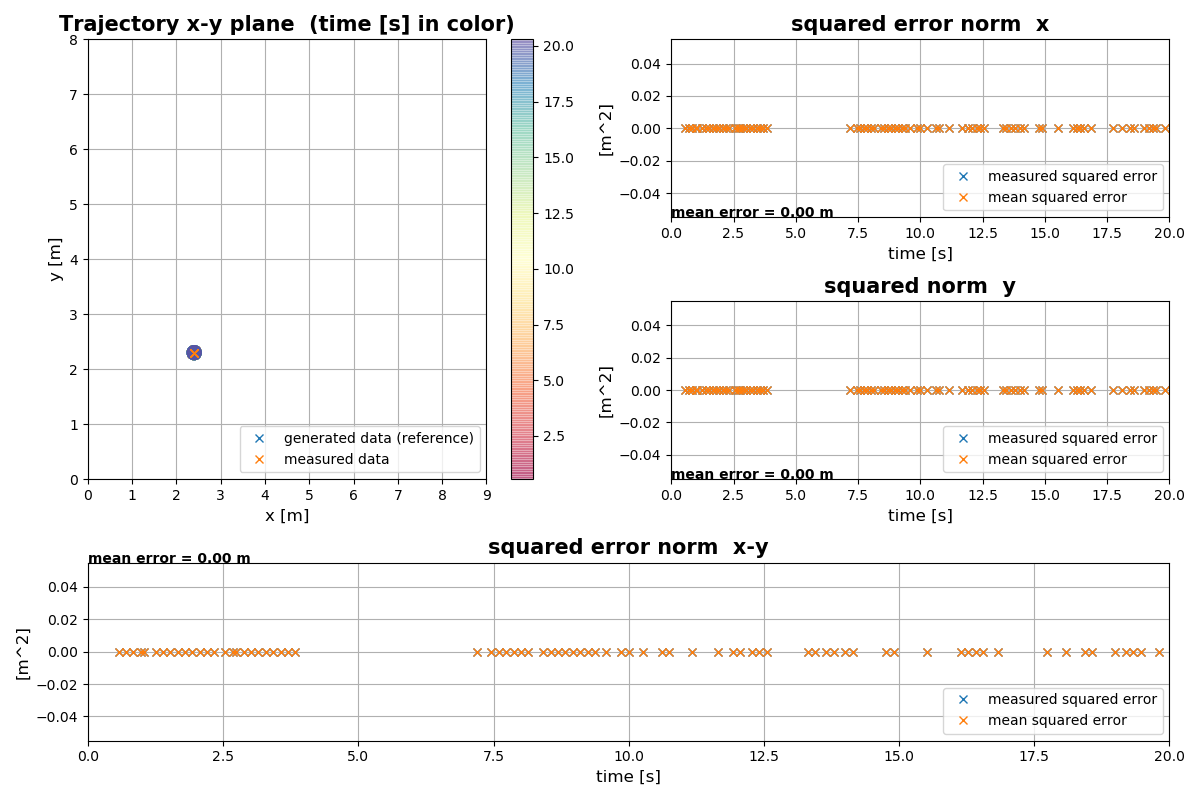 Trajectory x-y plane  (time [s] in color)
8
7
6
5
4
3
2
1
0
y [m]
0 1 2 3 4 5 6 7 8 9
x [m]
generated data (reference)
measured data
20.0
17.5
15.0
12.5
10.0
7.5
5.0
2.5
squared error norm  x
0.04
0.02
0.00
−0.02
−0.04
[m^2]
measured squared error
mean squared error
mean error = 0.00 m
0.0 2.5 5.0 7.5 10.0 12.5 15.0 17.5 20.0
time [s]
squared norm  y
0.04
0.02
0.00
−0.02
−0.04
[m^2]
measured squared error
mean squared error
mean error = 0.00 m
0.0 2.5 5.0 7.5 10.0 12.5 15.0 17.5 20.0
time [s]
squared error norm  x-y
mean error = 0.00 m
0.04
0.02
0.00
−0.02
−0.04
[m^2]
measured squared error
mean squared error
0.0 2.5 5.0 7.5 10.0 12.5 15.0 17.5 20.0
time [s]